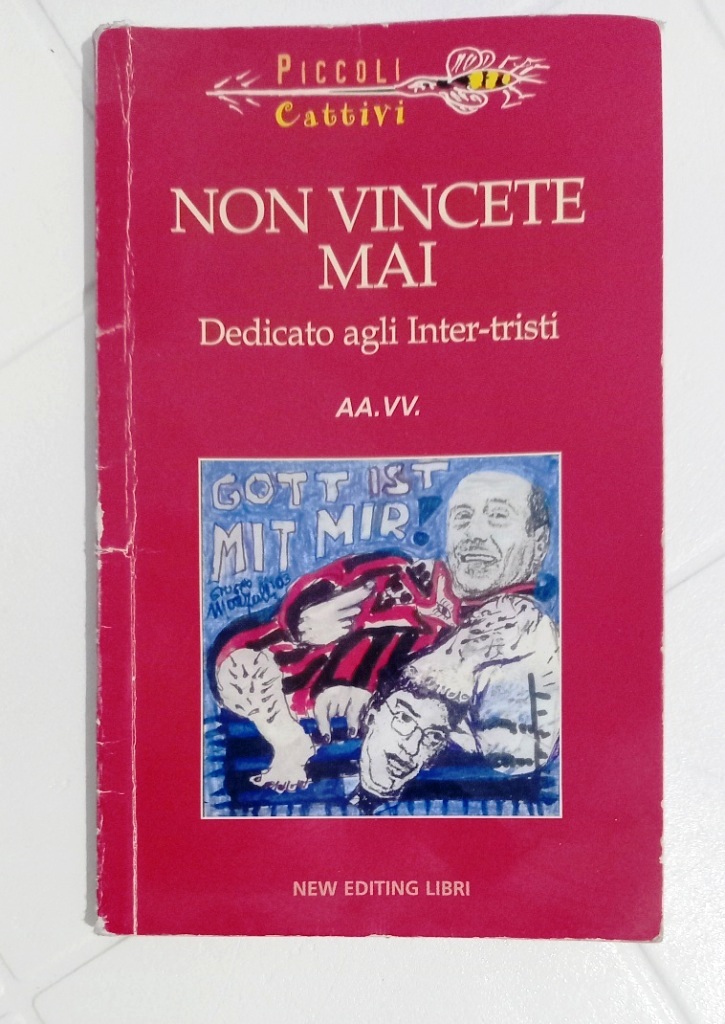 PICCOLI
Cattivi
NON VINCETE
MAI
Dedicato agli Inter-tristi
AA.VV.
GOTT IST
MIT MIR!
NEW EDITING LIBRI